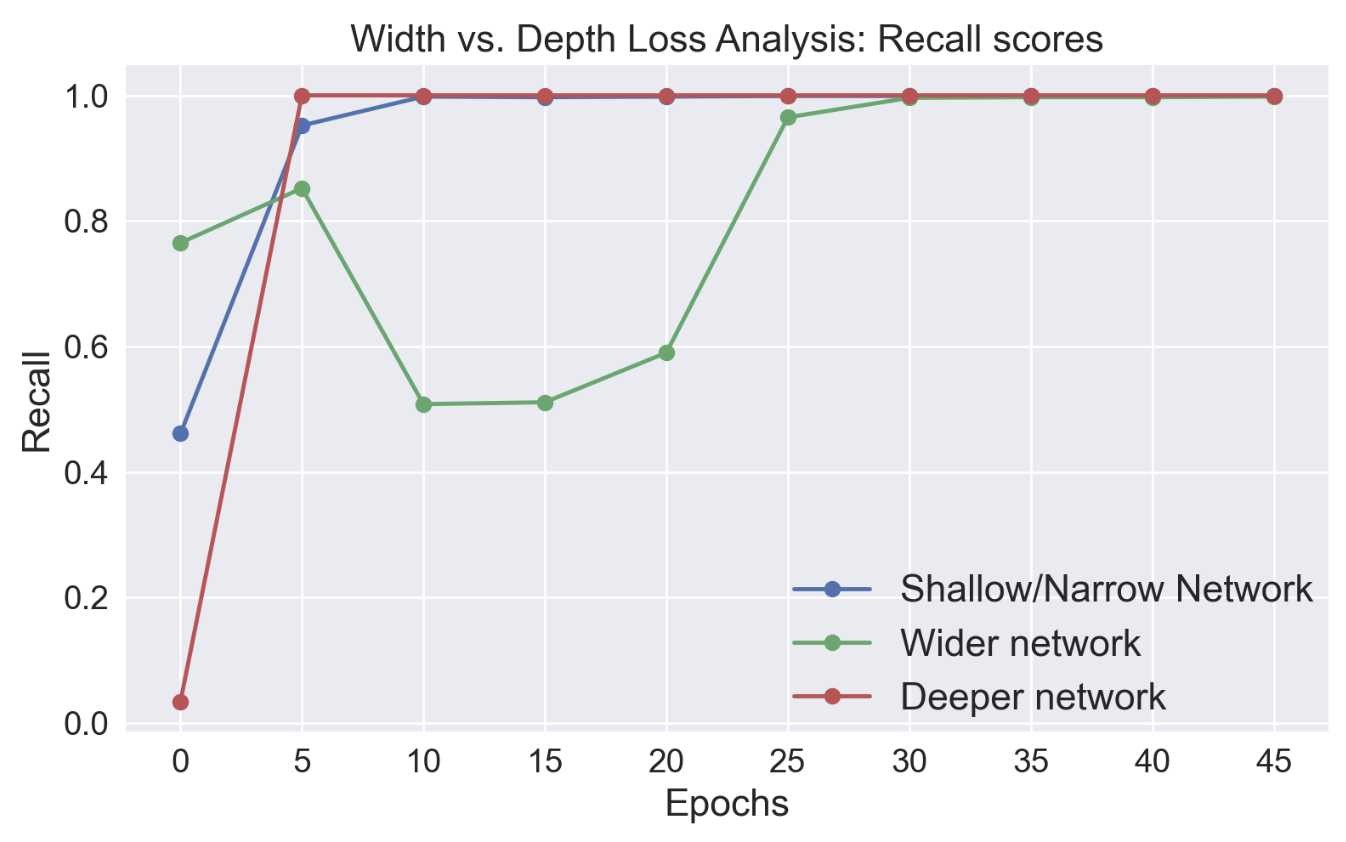 Width vs. Depth Loss Analysis: Recall scores
1.0
0.8
0.6
0.4
0.2
0.0
Recall
Shallow/Narrow Network
Wider network
Deeper network
0 5 10 15 20 25 30 35 40 45
Epochs